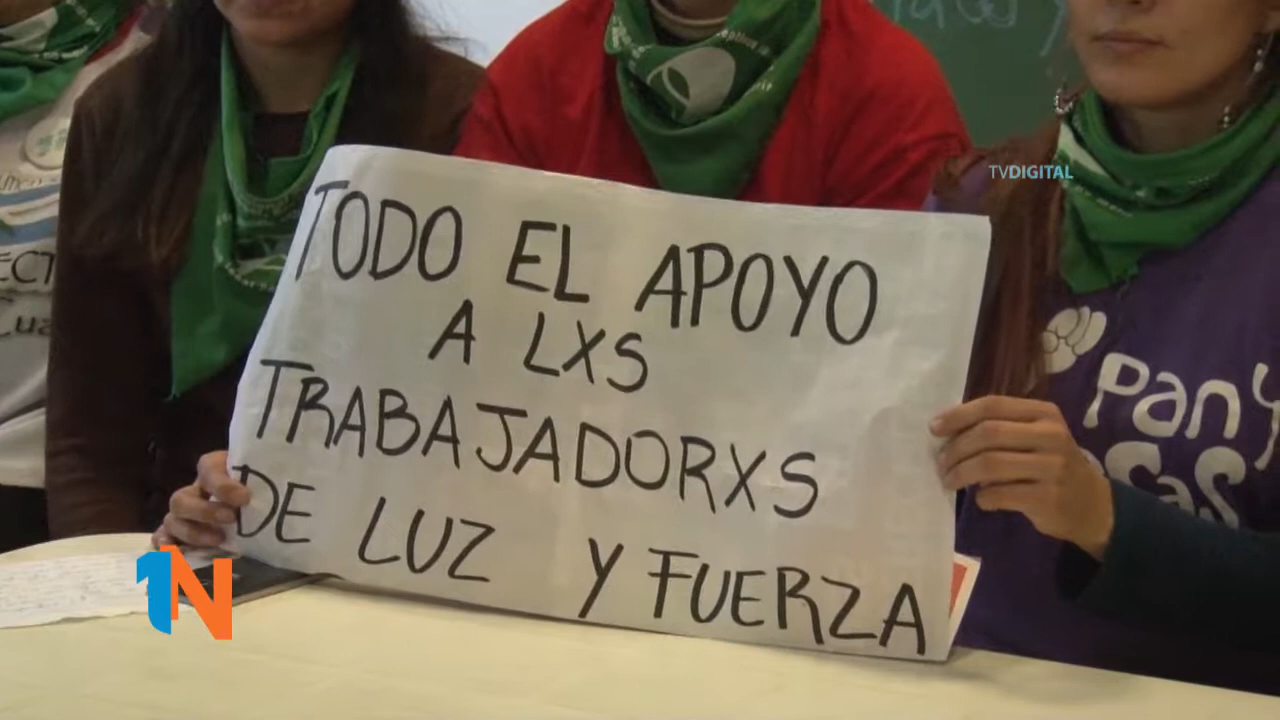 TVDIGITAL
TODO EL APOYO
A LXS
TRABAJADORXS
DE LUZ Y FUERZA
Pan y
1N